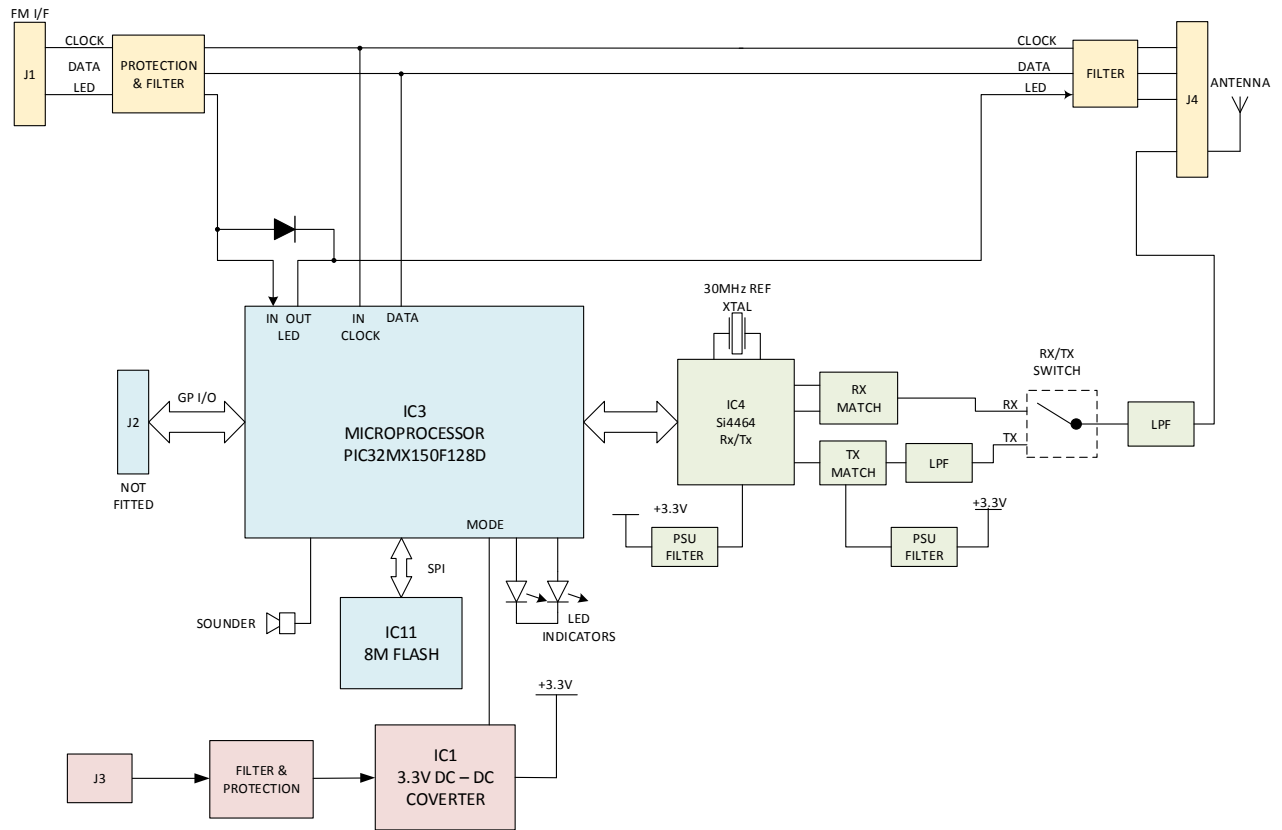 FM I/F
J1
CLOCK
DATA
LED
PROTECTION
& FILTER
CLOCK
DATA
LED
FILTER
J4
ANTENNA
IN OUT
LED
IN
CLOCK
DATA
30MHz REF
XTAL
J2
GP I/O
NOT
FITTED
IC3
MICROPROCESSOR
PIC32MX150F128D
MODE
IC4
Si4464
Rx/Tx
RX
MATCH
TX
MATCH
LPF
RX/TX
SWITCH
RX
TX
LPF
+3.3V
PSU
FILTER
+3.3V
PSU
FILTER
SOUNDER
SPI
IC11
8M FLASH
LED
INDICATORS
+3.3V
J3
FILTER &
PROTECTION
IC1
3.3V DC – DC
COVERTER